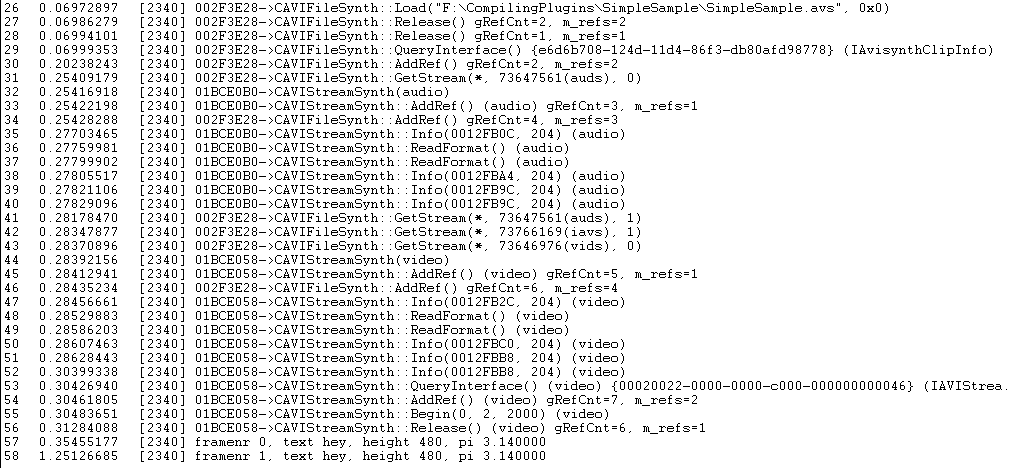 26 0.06972897 [2340] 002F3E28->CAVIFileSynth::Load("F:\CompilingPlugins\SimpleSample\SimpleSample.avs", 0x0)
27 0.06986279 [2340] 002F3E28->CAVIFileSynth::Release() gRefCnt=2, m_refs=2
28 0.06994101 [2340] 002F3E28->CAVIFileSynth::Release() gRefCnt=1, m_refs=1
29 0.06999353 [2340] 002F3E28->CAVIFileSynth::QueryInterface() {e6d6b708-124d-11d4-86f3-db80afd98778} (IAvisynthClipInfo)
30 0.20238243 [2340] 002F3E28->CAVIFileSynth::AddRef() gRefCnt=2, m_refs=2
31 0.25409179 [2340] 002F3E28->CAVIFileSynth::GetStream(*, 73647561(auds), 0)
32 0.25416918 [2340] 01BCE0B0->CAVIStreamSynth(audio)
33 0.25422198 [2340] 01BCE0B0->CAVIStreamSynth::AddRef() (audio) gRefCnt=3, m_refs=1
34 0.25428288 [2340] 002F3E28->CAVIFileSynth::AddRef() gRefCnt=4, m_refs=3
35 0.27703465 [2340] 01BCE0B0->CAVIStreamSynth::Info(0012FB0C, 204) (audio)
36 0.27759981 [2340] 01BCE0B0->CAVIStreamSynth::ReadFormat() (audio)
37 0.27799902 [2340] 01BCE0B0->CAVIStreamSynth::ReadFormat() (audio)
38 0.27805517 [2340] 01BCE0B0->CAVIStreamSynth::Info(0012FBA4, 204) (audio)
39 0.27821106 [2340] 01BCE0B0->CAVIStreamSynth::Info(0012FB9C, 204) (audio)
40 0.27829096 [2340] 01BCE0B0->CAVIStreamSynth::Info(0012FB9C, 204) (audio)
41 0.28178470 [2340] 002F3E28->CAVIFileSynth::GetStream(*, 73647561(auds), 1)
42 0.28347877 [2340] 002F3E28->CAVIFileSynth::GetStream(*, 73766169(iavs), 1)
43 0.28370896 [2340] 002F3E28->CAVIFileSynth::GetStream(*, 73646976(vids), 0)
44 0.28392156 [2340] 01BCE058->CAVIStreamSynth(video)
45 0.28412941 [2340] 01BCE058->CAVIStreamSynth::AddRef() (video) gRefCnt=5, m_refs=1
46 0.28435234 [2340] 002F3E28->CAVIFileSynth::AddRef() gRefCnt=6, m_refs=4
47 0.28456661 [2340] 01BCE058->CAVIStreamSynth::Info(0012FB2C, 204) (video)
48 0.28529883 [2340] 01BCE058->CAVIStreamSynth::ReadFormat() (video)
49 0.28586203 [2340] 01BCE058->CAVIStreamSynth::ReadFormat() (video)
50 0.28607463 [2340] 01BCE058->CAVIStreamSynth::Info(0012FBC0, 204) (video)
51 0.28628443 [2340] 01BCE058->CAVIStreamSynth::Info(0012FBB8, 204) (video)
52 0.30399338 [2340] 01BCE058->CAVIStreamSynth::Info(0012FBB8, 204) (video)
53 0.30426940 [2340] 01BCE058->CAVIStreamSynth::QueryInterface() (video) {00020022-0000-0000-c000-000000000046} (IAVIStrea.
54 0.30461805 [2340] 01BCE058->CAVIStreamSynth::AddRef() (video) gRefCnt=7, m_refs=2
55 0.30483651 [2340] 01BCE058->CAVIStreamSynth::Begin(0, 2, 2000) (video)
56 0.31284088 [2340] 01BCE058->CAVIStreamSynth::Release() (video) gRefCnt=6, m_refs=1
57 0.35455177 [2340] framenr 0, text hey, height 480, pi 3.140000
58 1.25126685 [2340] framenr 1, text hey, height 480, pi 3.140000